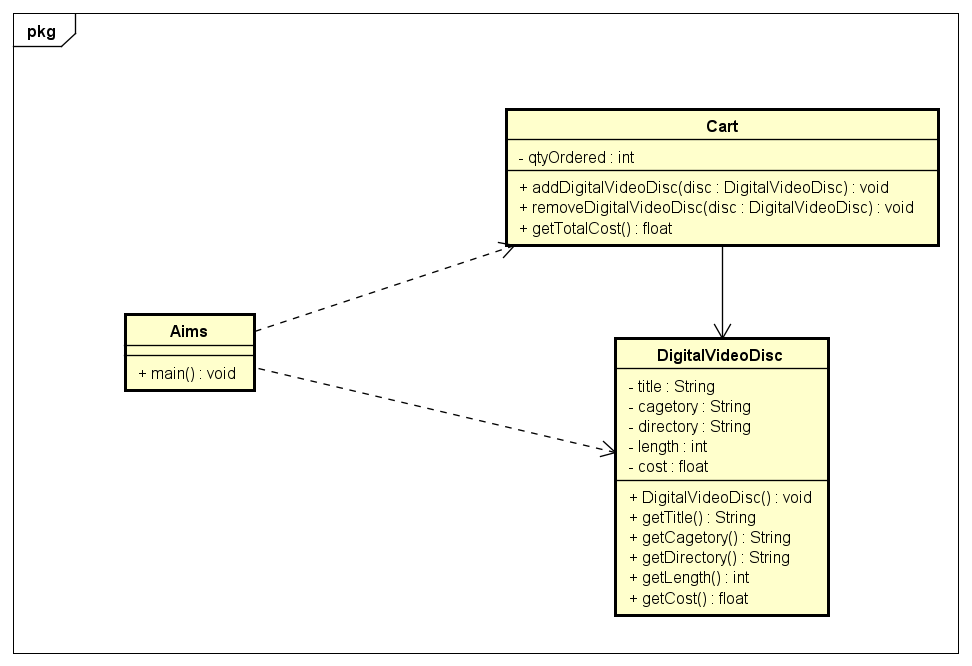 pkg
Cart
- qtyOrdered : int
+ addDigitalVideoDisc(disc : DigitalVideoDisc) : void
+ removeDigitalVideoDisc(disc : DigitalVideoDisc) : void
+ getTotalCost() : float
Aims
+ main() : void
DigitalVideoDisc
- title : String
- cagetory : String
- directory : String
- length : int
- cost : float
+ DigitalVideoDisc() : void
+ getTitle() : String
+ getCagetory() : String
+ getDirectory() : String
+ getLength() : int
+ getCost() : float